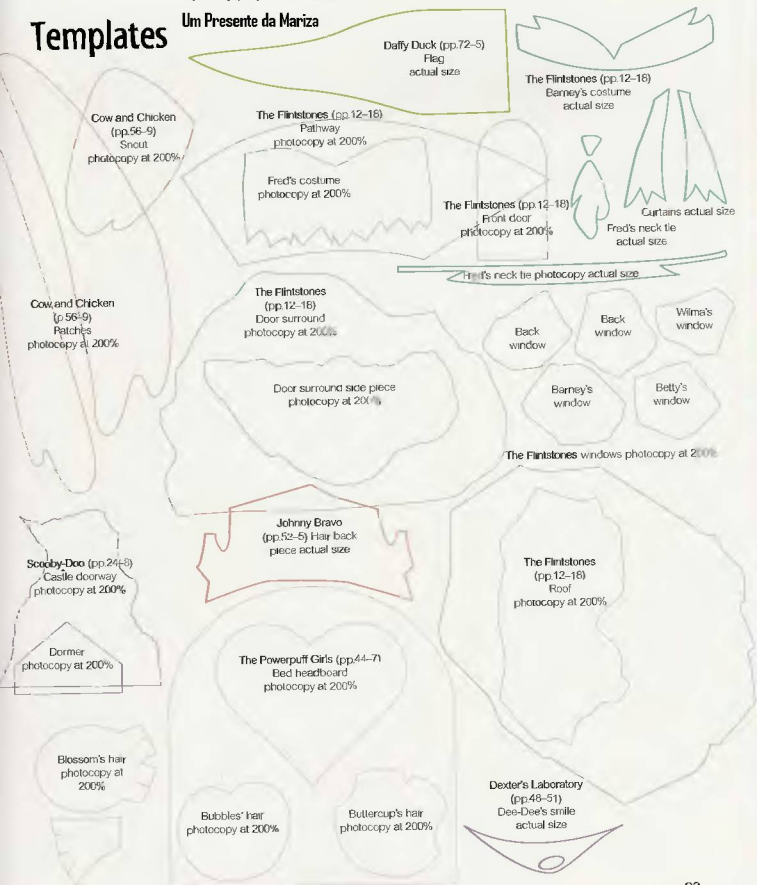 Templates
Um Presente da Mariza
Daffy Duck (pp.72–5)
Flag
actual size
The Flintstones (pp.12–18)
Barney's costume
actual size
Cow and Chicken
(pp.56–9)
Snout
photocopy at 200%
The Flintstones (pp.12–18)
Pathway
photocopy at 200%
Fred's costume
photocopy at 200%
The Flintstones (pp.12–18)
Front door
photocopy at 200%
Curtains actual size
Fred's neck tie
actual size
Fred's neck tie photocopy actual size
Cow and Chicken
(p.56–9)
Patches
photocopy at 200%
The Flintstones
(pp.12–18)
Door surround
photocopy at 200%
Door surround side piece
photocopy at 200%
Back
window
Back
window
Wilma's
window
Barney's
window
Betty's
window
The Flintstones windows photocopy at 200%
Johnny Bravo
(pp.52–5) Hair back
piece actual size
Scooby-Doo (pp.24–8)
Castle doorway
photocopy at 200%
The Flintstones
(pp.12–18)
Roof
photocopy at 200%
Dormer
photocopy at 200%
The Powerpuff Girls (pp.44–7)
Bed headboard
photocopy at 200%
Blossom's hair
photocopy at
200%
Bubbles' hair
photocopy at 200%
Buttercup's hair
photocopy at 200%
Dexter's Laboratory
(pp.48–51)
Dee-Dee's smile
actual size